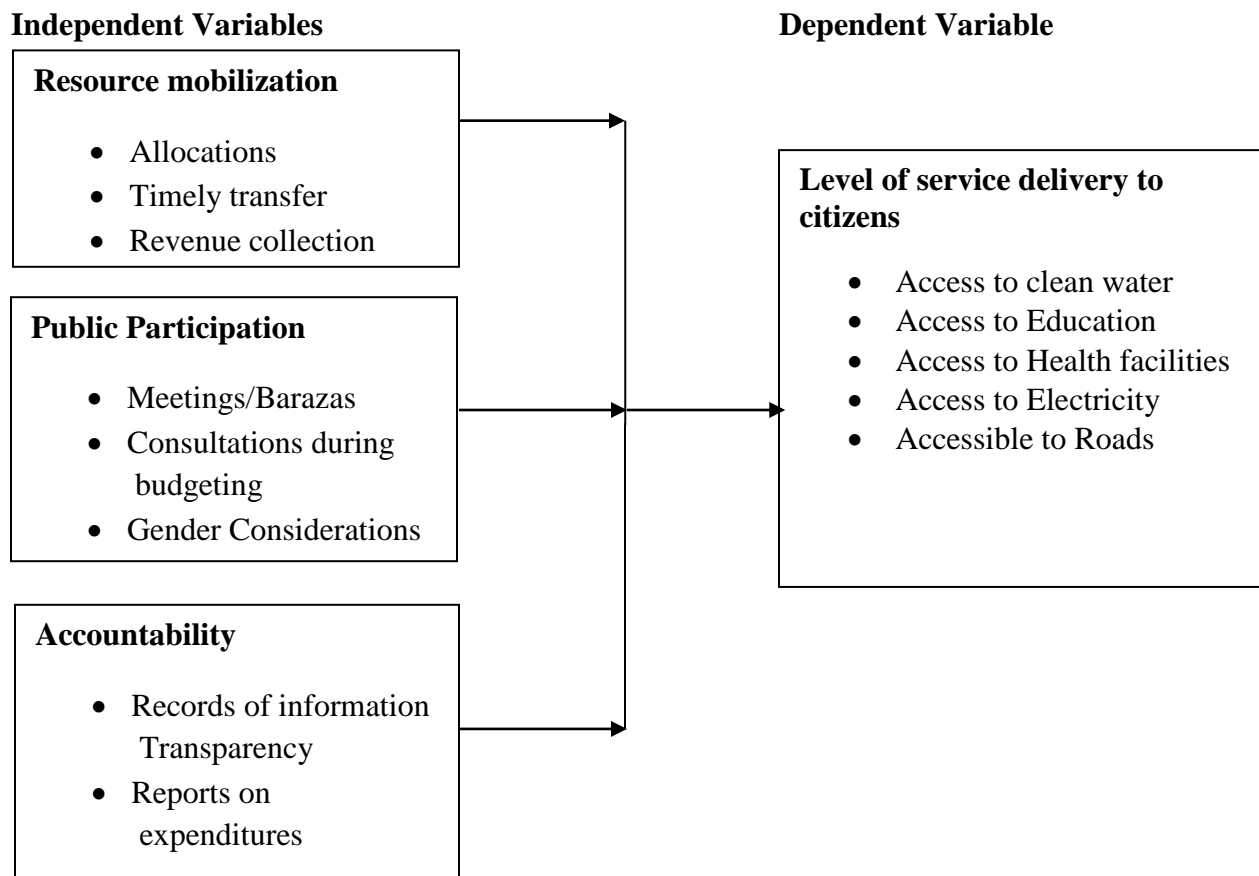 Independent Variables
Dependent Variable
Resource mobilization
• Allocations
• Timely transfer
• Revenue collection
Public Participation
• Meetings/Barazas
• Consultations during
budgeting
• Gender Considerations
Accountability
• Records of information
Transparency
• Reports on
expenditures
Level of service delivery to
citizens
• Access to clean water
• Access to Education
• Access to Health facilities
• Access to Electricity
• Accessible to Roads